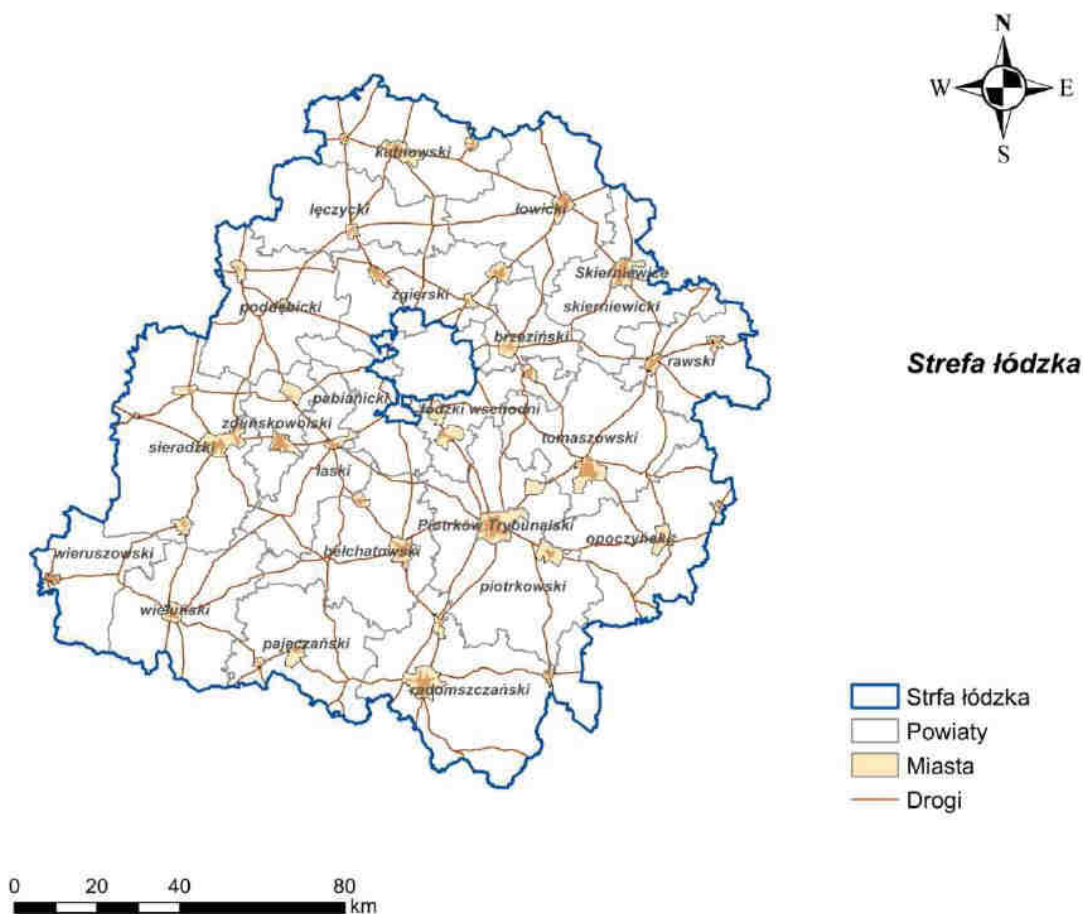 N
W E
S
kutnowski
łęczycki
łowicki
Skierniewice
zgierski
poddębicki
skierniewicki
brzeziński
rawski
pabianicki
łódzki wschodni
zduńskowolski
tomaszowski
sieradzki
łaski
Piotrków Trybunalski
opoczyński
wieruszowski
bełchatowski
piotrkowski
wieluński
pajęczański
radomszczański
Strefa łódzka
Strfa łódzka
Powiaty
Miasta
Drogi
0 20 40 80
km